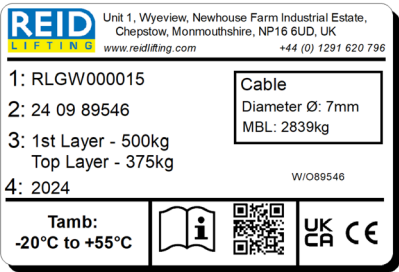 REID
LIFTING
Unit 1, Wyeview, Newhouse Farm Industrial Estate,
Chepstow, Monmouthshire, NP16 6UD, UK
www.reidlifting.com +44 (0) 1291 620 796
1: RLGW000015
2: 24 09 89546
3: 1st Layer - 500kg
Top Layer - 375kg
4: 2024
Cable
Diameter Ø: 7mm
MBL: 2839kg
W/O89546
Tamb:
-20°C to +55°C
i
UK
CA
CE